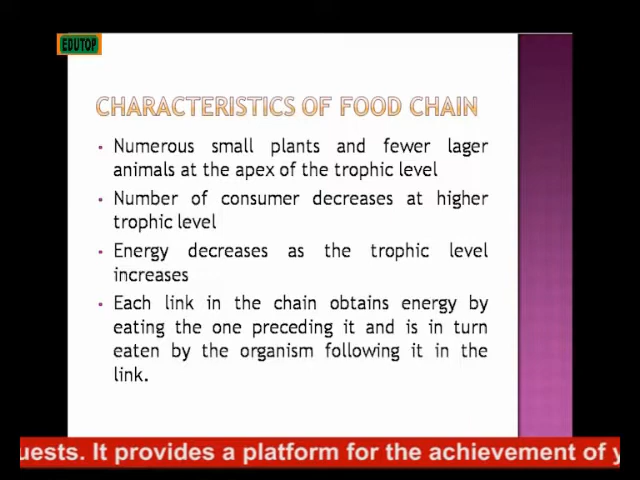 EDUTOP
CHARACTERISTICS OF FOOD CHAIN
• Numerous small plants and fewer lager
animals at the apex of the trophic level
• Number of consumer decreases at higher
trophic level
• Energy decreases as the trophic level
increases
• Each link in the chain obtains energy by
eating the one preceding it and is in turn
eaten by the organism following it in the
link.
uests. It provides a platform for the achievement of y